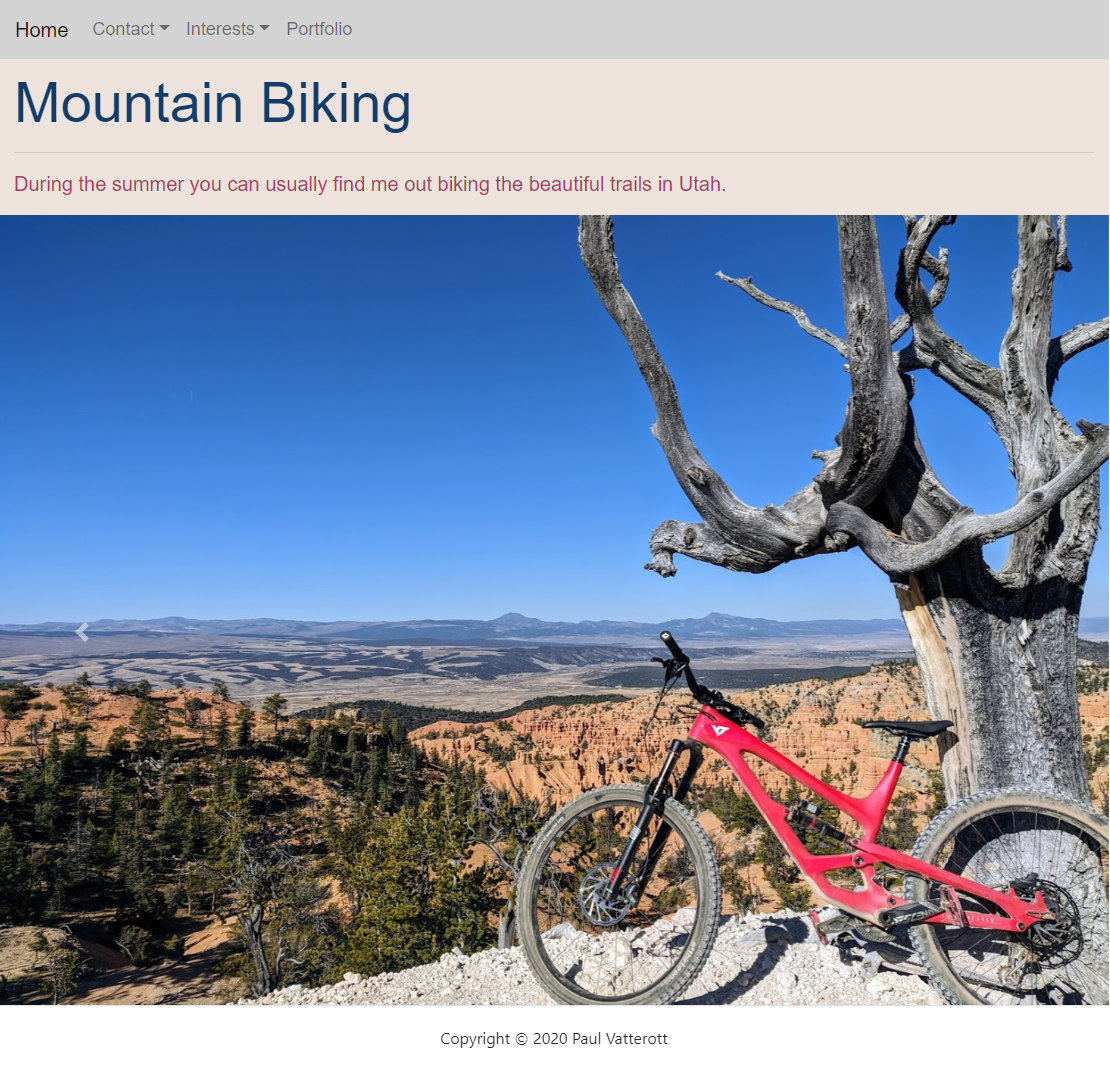 Home Contact Interests Portfolio
Mountain Biking
During the summer you can usually find me out biking the beautiful trails in Utah.
Copyright © 2020 Paul Vatterott